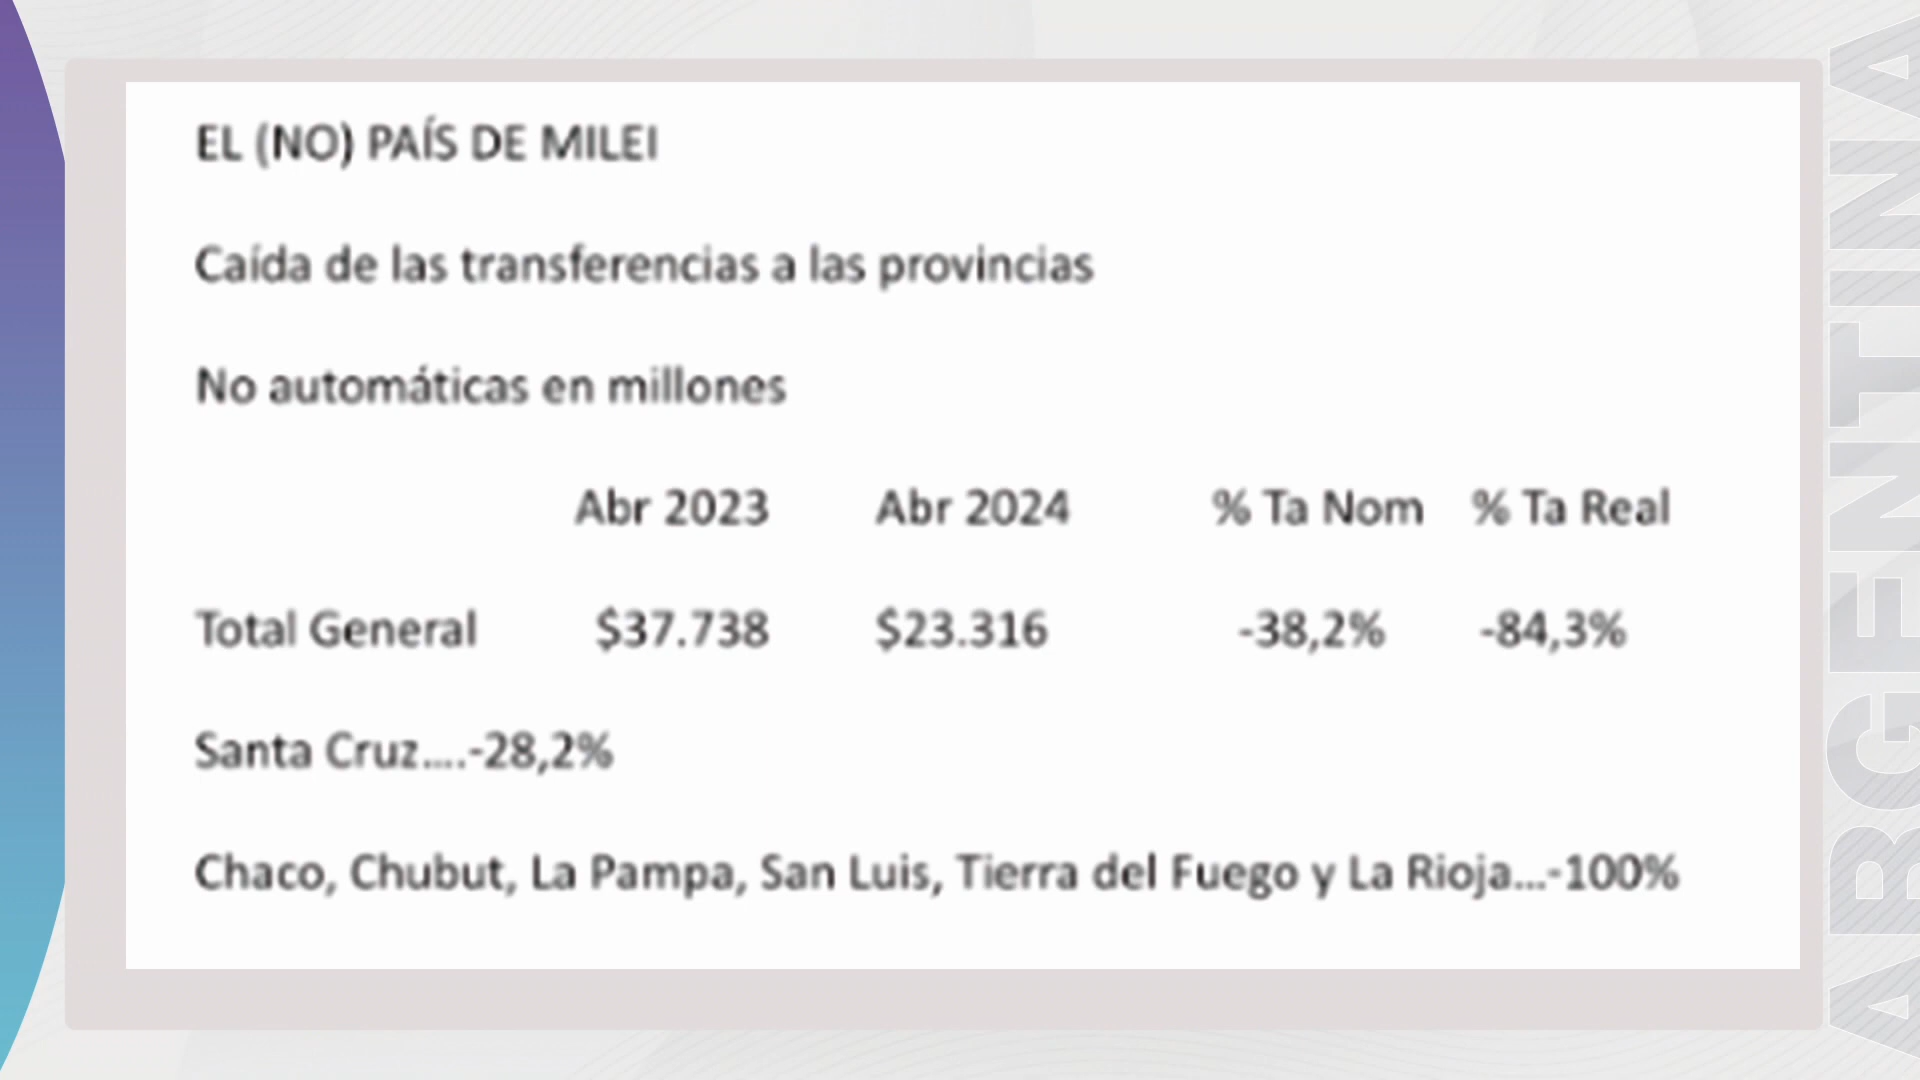 EL (NO) PAÍS DE MILEI
Caída de las transferencias a las provincias
No automáticas en millones
Abr 2023 Abr 2024 % Ta Nom % Ta Real
Total General $37.738 $23.316 -38,2% -84,3%
Santa Cruz....-28,2%
Chaco, Chubut, La Pampa, San Luis, Tierra del Fuego y La Rioja...-100%
ARGENTINA